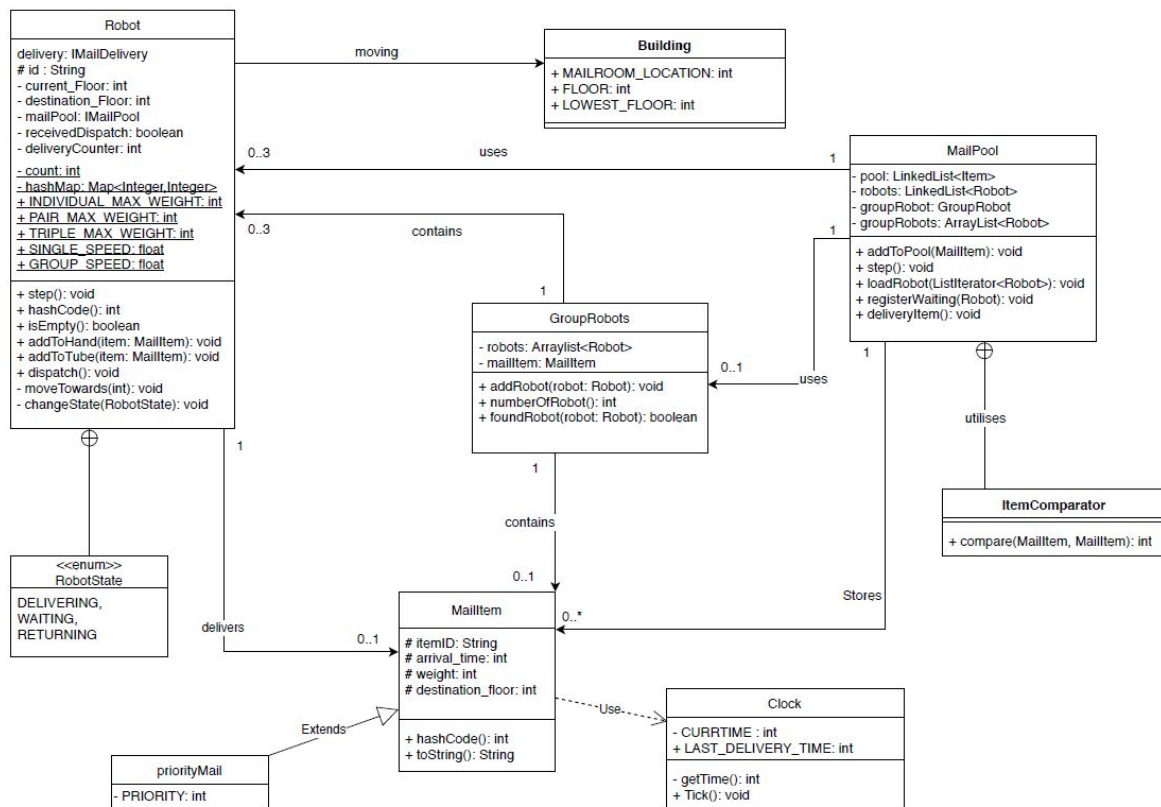 Robot
delivery: IMailDelivery
# id : String
- current_Floor: int
- destination_Floor: int
- mailPool: IMailPool
- receivedDispatch: boolean
- deliveryCounter: int
- count: int
- hashMap: Map<Integer,Integer>
+ INDIVIDUAL_MAX_WEIGHT: int
+ PAIR_MAX_WEIGHT: int
+ TRIPLE_MAX_WEIGHT: int
+ SINGLE_SPEED: float
+ GROUP_SPEED: float
+ step(): void
+ hashCode(): int
+ isEmpty(): boolean
+ addToHand(item: MailItem): void
+ addToTube(item: MailItem): void
+ dispatch(): void
- moveTowards(int): void
- changeState(RobotState): void
moving
Building
+ MAILROOM_LOCATION: int
+ FLOOR: int
+ LOWEST_FLOOR: int
0..3
uses
1
MailPool
- pool: LinkedList<Item>
- robots: LinkedList<Robot>
- groupRobot: GroupRobot
- groupRobots: ArrayList<Robot>
+ addToPool(MailItem): void
+ step(): void
+ loadRobot(ListIterator<Robot>): void
+ registerWaiting(Robot): void
+ deliveryItem(): void
0..3
contains
1
1
GroupRobots
- robots: Arraylist<Robot>
- mailItem: MailItem
+ addRobot(robot: Robot): void
+ numberOfRobot(): int
+ foundRobot(robot: Robot): boolean
0..1
uses
1
utilises
ItemComparator
+ compare(MailItem, MailItem): int
1
1
contains
0..1
<<enum>>
RobotState
DELIVERING,
WAITING,
RETURNING
delivers
0..1
Stores
0..*
MailItem
# itemID: String
# arrival_time: int
# weight: int
# destination_floor: int
+ hashCode(): int
+ toString(): String
Use
Clock
- CURRTIME : int
+ LAST_DELIVERY_TIME: int
- getTime(): int
+ Tick(): void
Extends
priorityMail
- PRIORITY: int